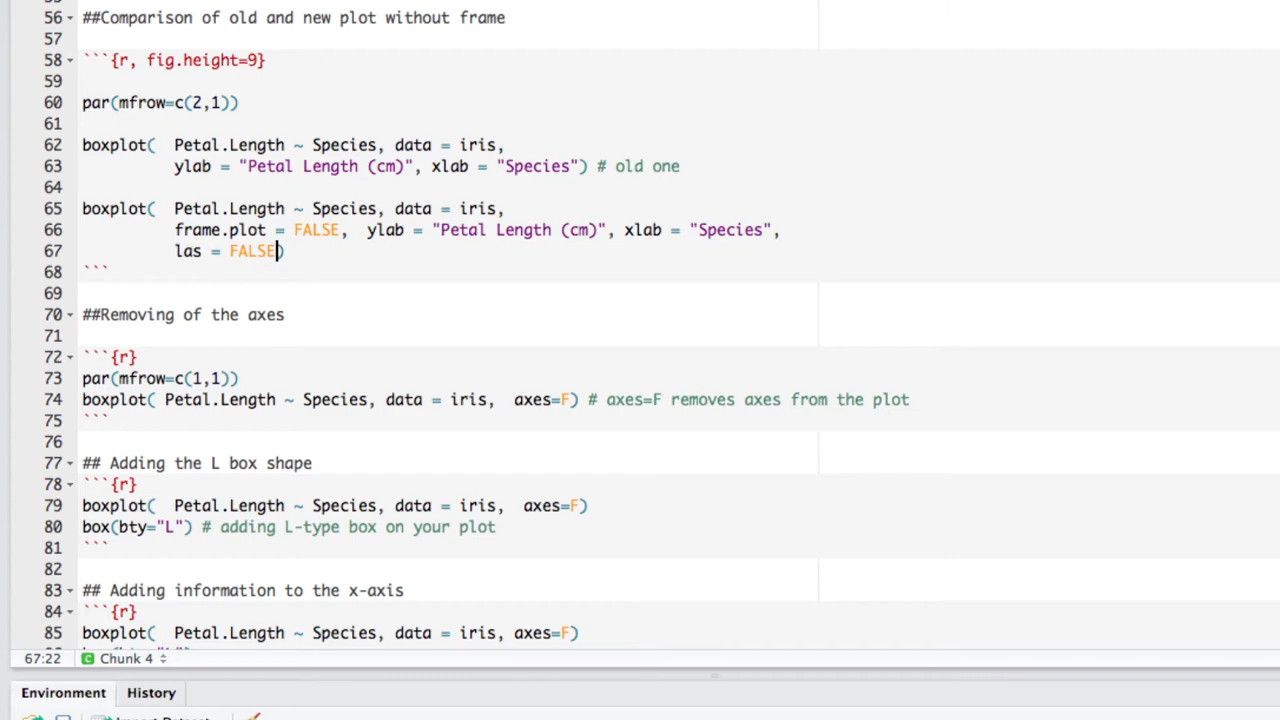 56 ##Comparison of old and new plot without frame
57
58 ```{r, fig.height=9}
59
60 par(mfrow=c(2,1))
61
62 boxplot(  Petal.Length ~ Species, data = iris,
63           ylab = "Petal Length (cm)", xlab = "Species") # old one
64
65 boxplot(  Petal.Length ~ Species, data = iris,
66           frame.plot = FALSE,  ylab = "Petal Length (cm)", xlab = "Species",
67           las = FALSE)
68 ```
69
70 ##Removing of the axes
71
72 ```{r}
73 par(mfrow=c(1,1))
74 boxplot( Petal.Length ~ Species, data = iris,  axes=F) # axes=F removes axes from the plot
75 ```
76
77 ## Adding the L box shape
78 ```{r}
79 boxplot(  Petal.Length ~ Species, data = iris,  axes=F)
80 box(bty="L") # adding L-type box on your plot
81 ```
82
83 ## Adding information to the x-axis
84 ```{r}
85 boxplot(  Petal.Length ~ Species, data = iris, axes=F)
67:22 C Chunk 4
Environment History
Import Dataset